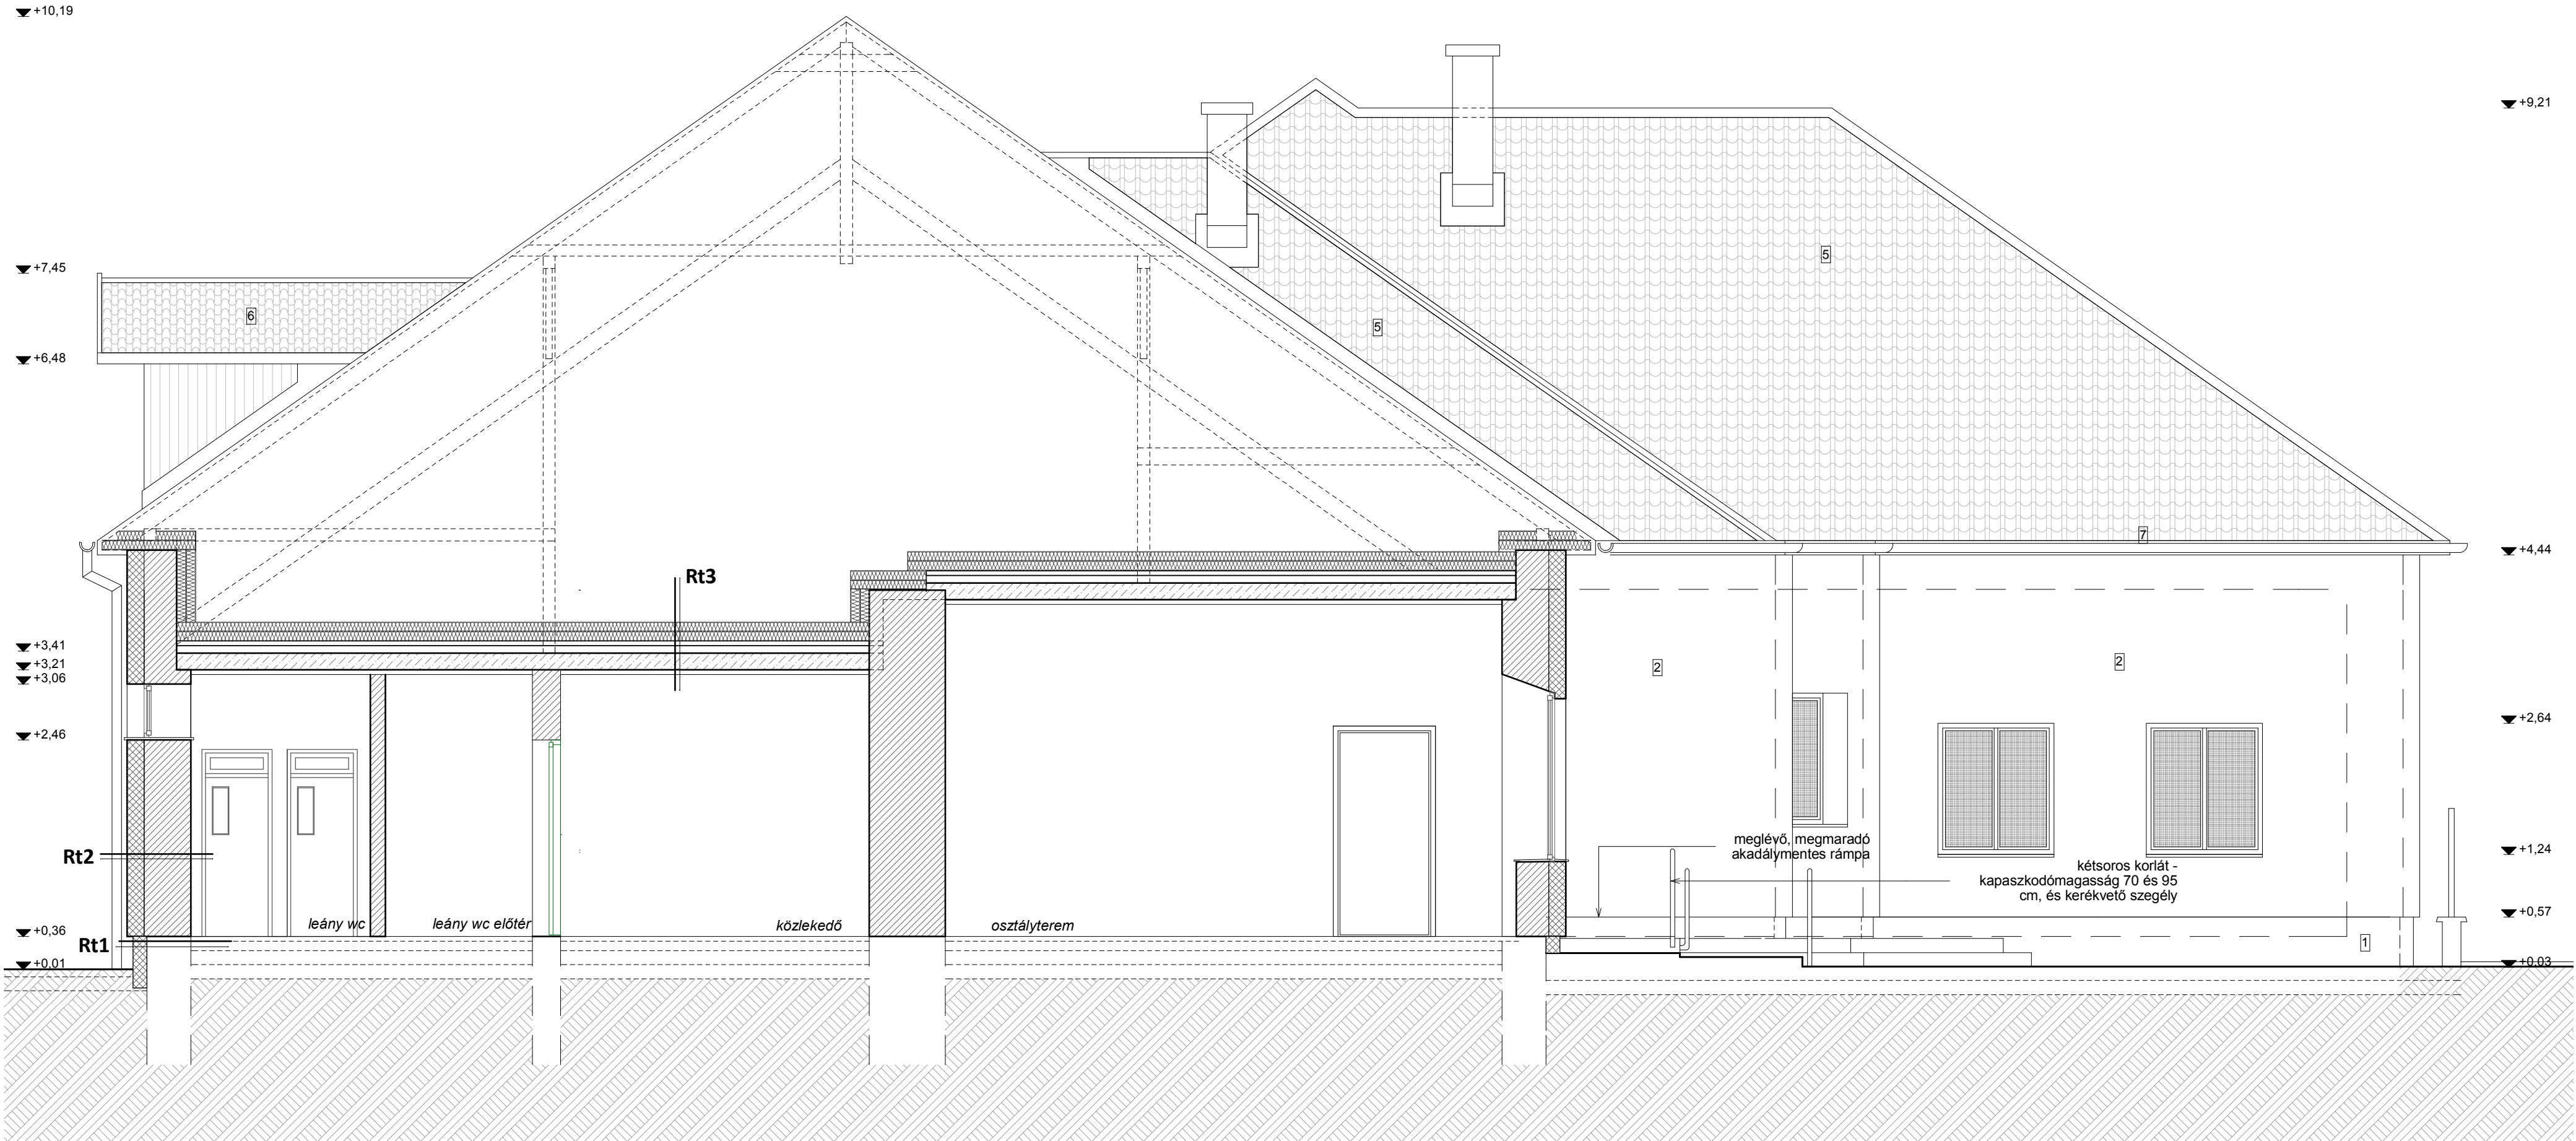 +10,19
+9,21
+7,45
+6,48
+4,44
+3,41
+3,21
+3,06
+2,46
+2,64
+1,24
+0,36
+0,57
+0,01
+0,03
5
5
6
7
2
2
1
Rt3
Rt2
Rt1
leány wc
leány wc előtér
közlekedő
osztályterem
meglévő, megmaradó
akadálymentes rámpa
kétsoros korlát -
kapaszkodómagasság 70 és 95
cm, és kerékvető szegély